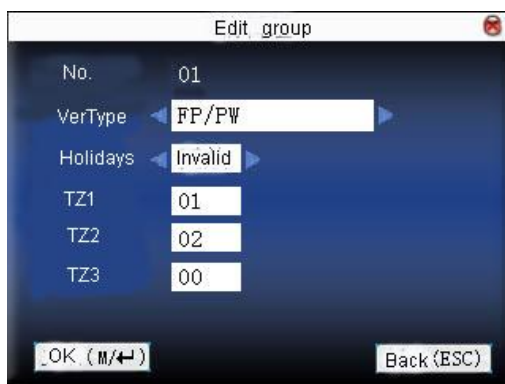 Edit group
No. 01
VerType FP/PW
Holidays Invalid
TZ1 01
TZ2 02
TZ3 00
OK (M/↵) Back (ESC)